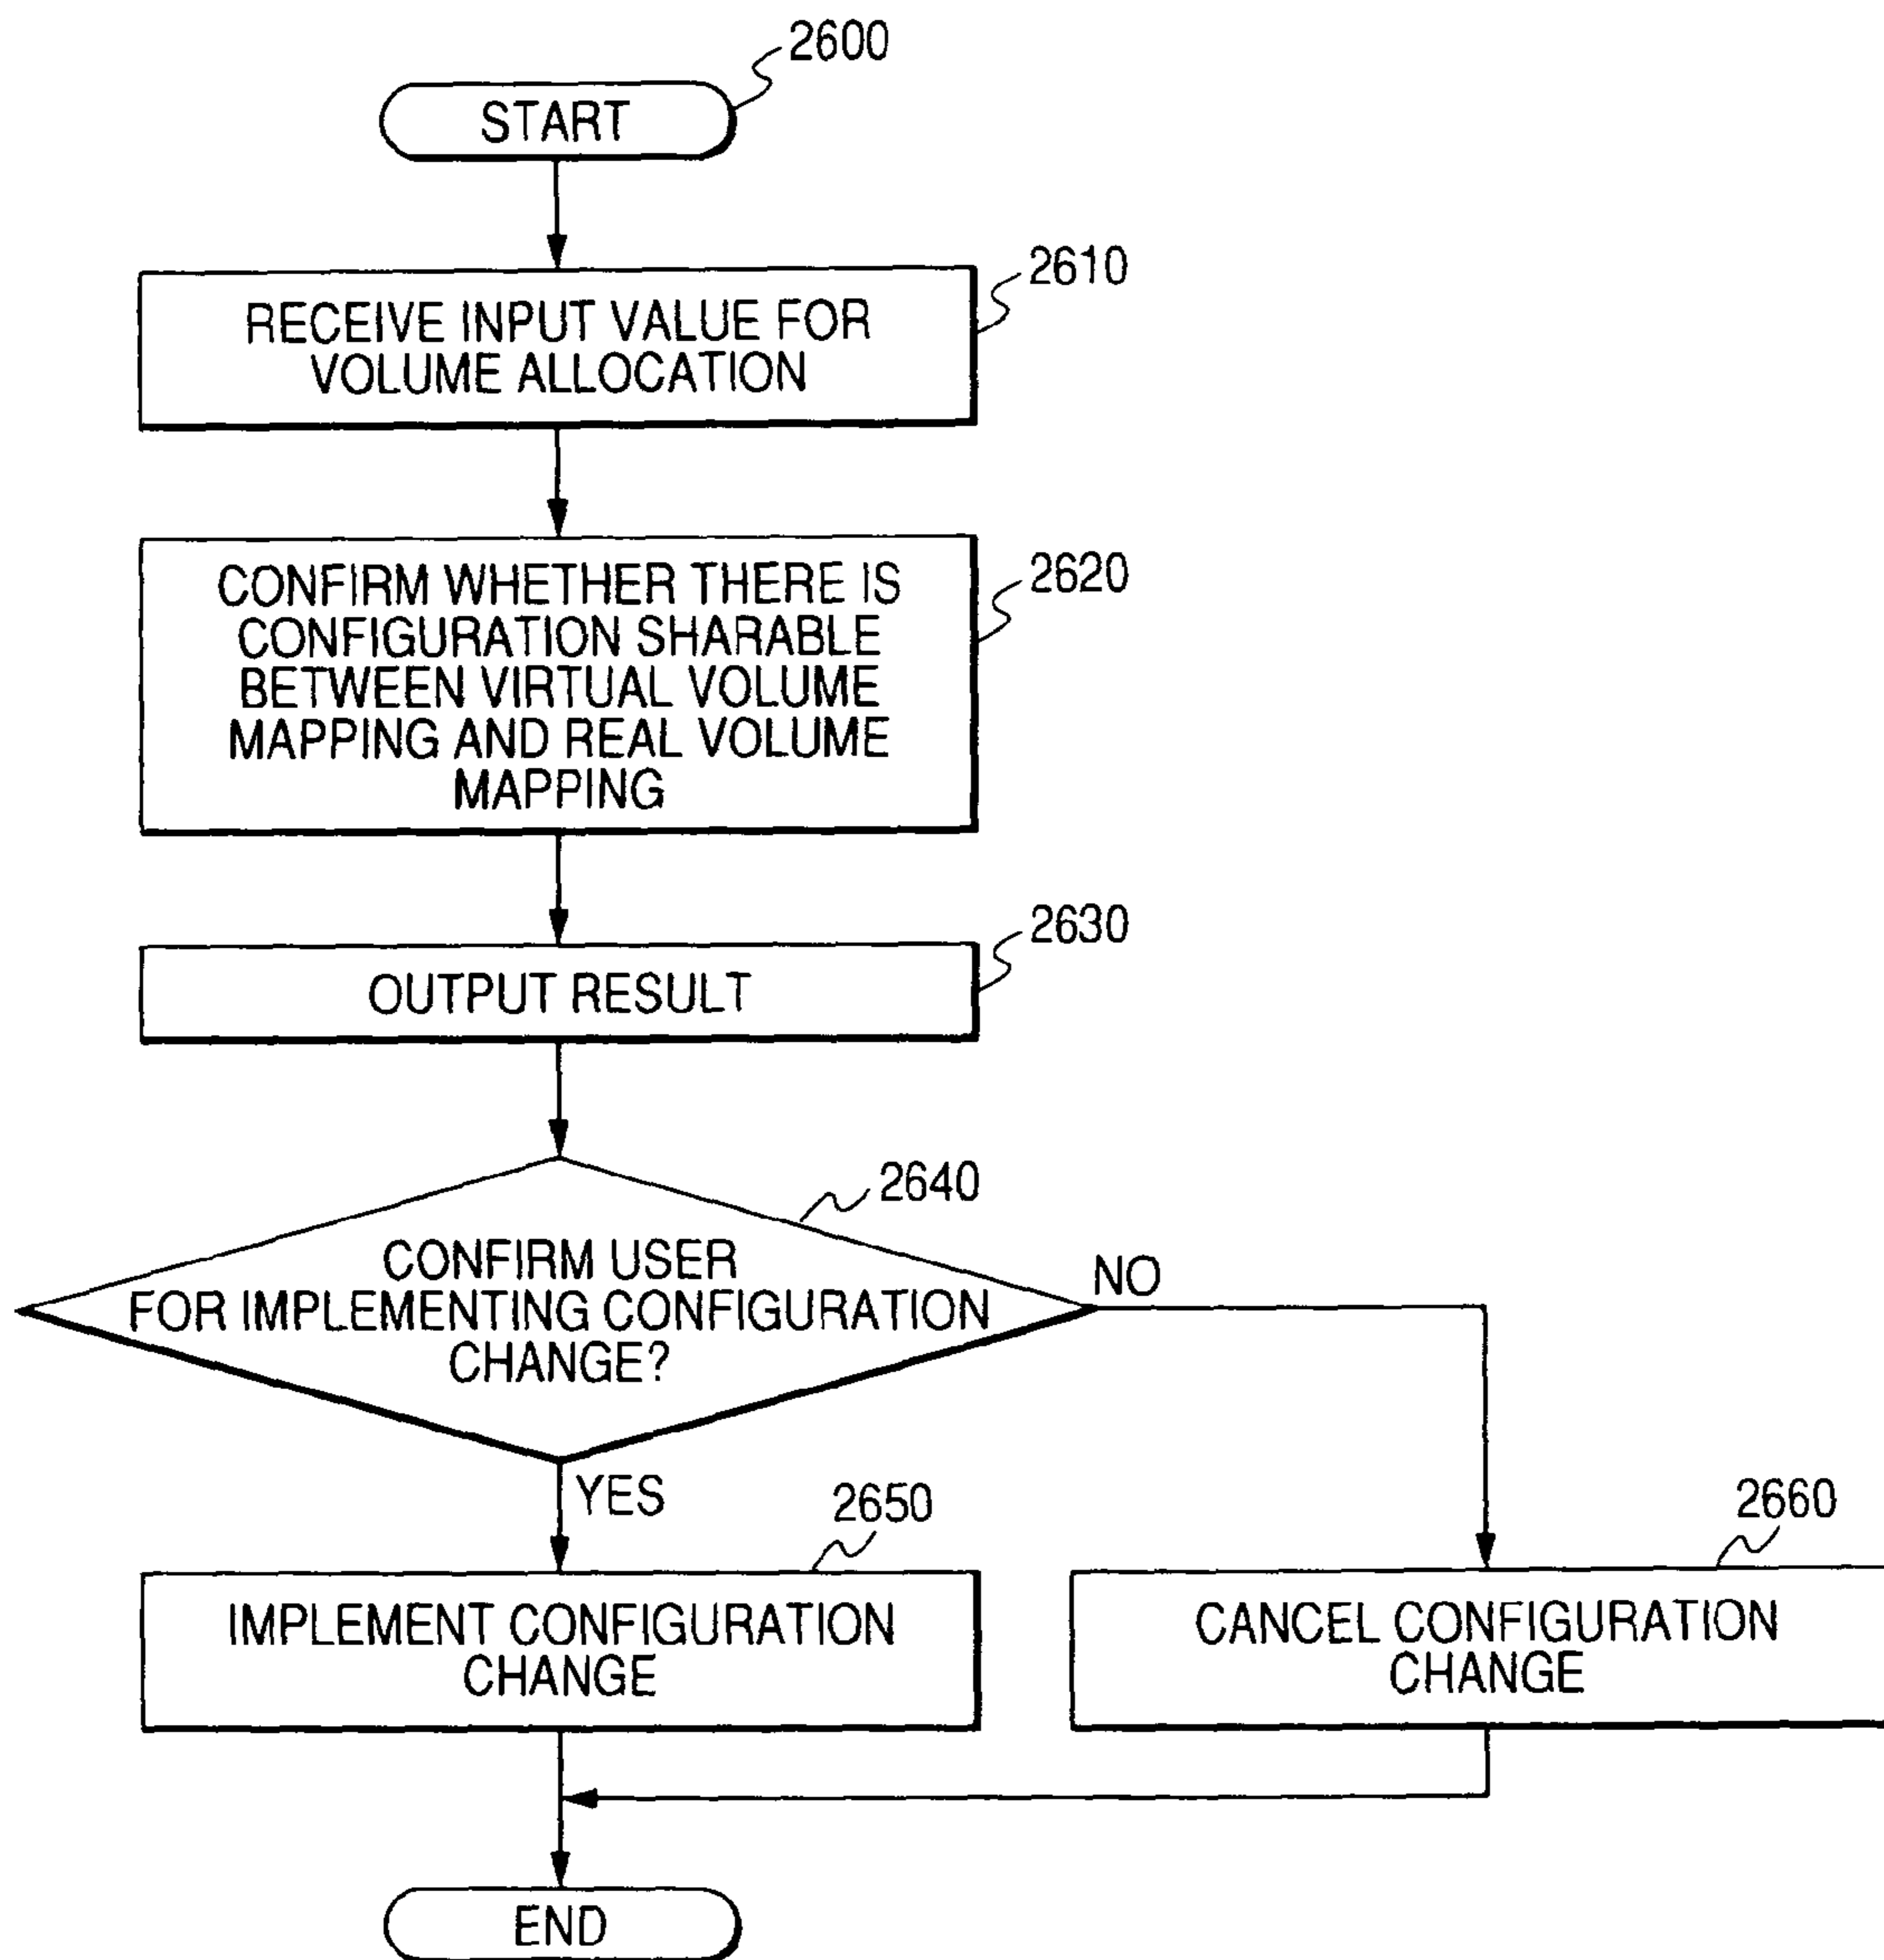 2600
START
2610
RECEIVE INPUT VALUE FOR
VOLUME ALLOCATION
2620
CONFIRM WHETHER THERE IS
CONFIGURATION SHARABLE
BETWEEN VIRTUAL VOLUME
MAPPING AND REAL VOLUME
MAPPING
2630
OUTPUT RESULT
2640
CONFIRM USER
FOR IMPLEMENTING CONFIGURATION
CHANGE?
NO
YES
2650
IMPLEMENT CONFIGURATION
CHANGE
2660
CANCEL CONFIGURATION
CHANGE
END